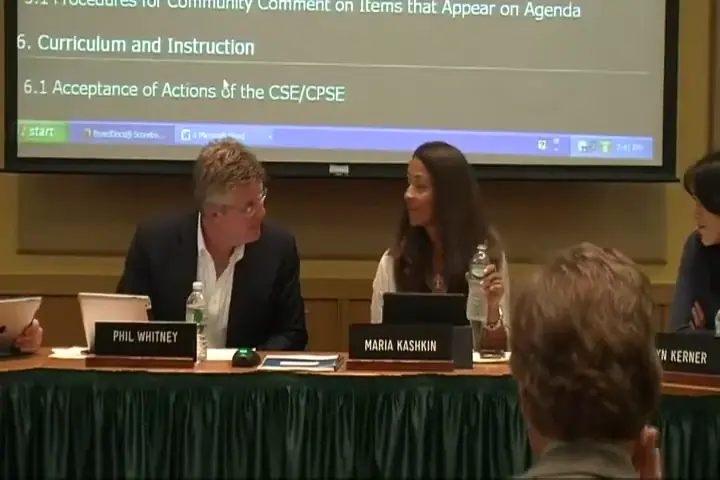 5.1 Procedures for Community Comment on Items that Appear on Agenda
6. Curriculum and Instruction
6.1 Acceptance of Actions of the CSE/CPSE
start
PHIL WHITNEY
MARIA KASHKIN
YN KERNER